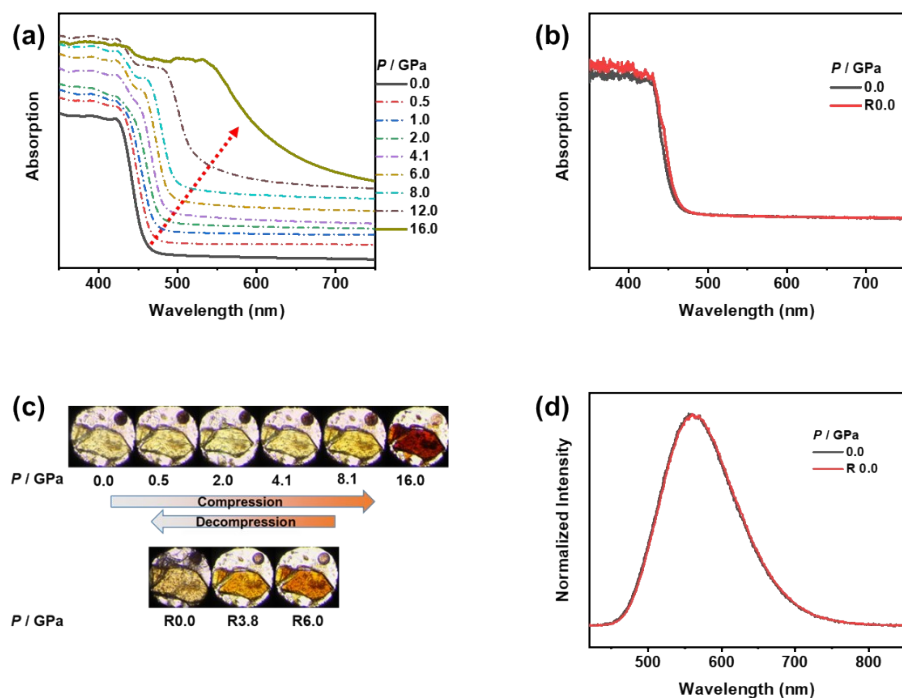 (a)
P / GPa
0.0
0.5
1.0
2.0
4.1
6.0
8.0
12.0
16.0
Absorption
400 500 600 700
Wavelength (nm)
(b)
P / GPa
0.0
R0.0
Absorption
400 500 600 700
Wavelength (nm)
(c)
P / GPa 0.0 0.5 2.0 4.1 8.1 16.0
Compression
Decompression
P / GPa R0.0 R3.8 R6.0
(d)
P / GPa
0.0
R 0.0
Normalized Intensity
500 600 700 800
Wavelength (nm)